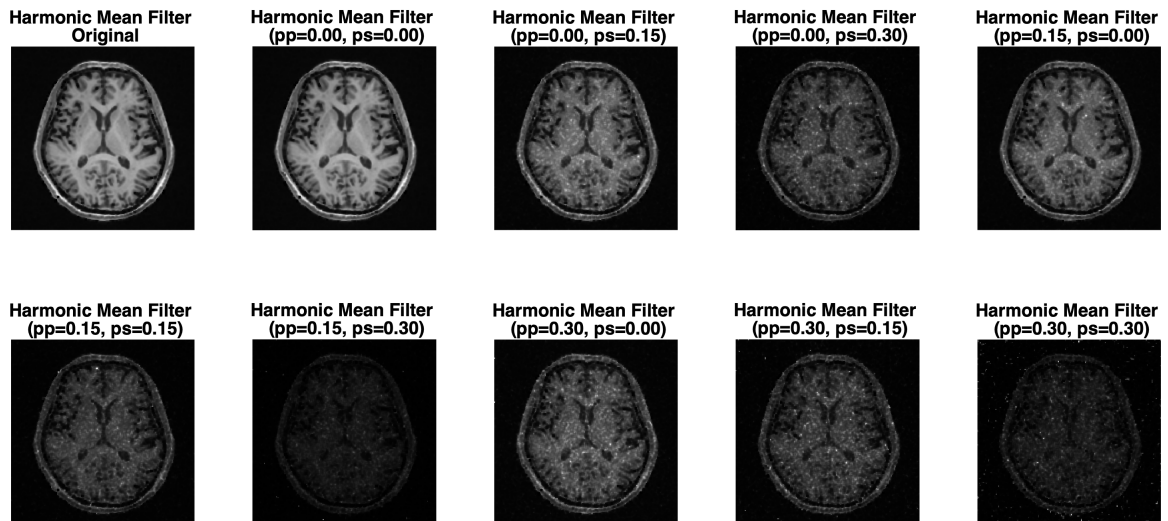 Harmonic Mean Filter
Original
Harmonic Mean Filter
(pp=0.00, ps=0.00)
Harmonic Mean Filter
(pp=0.00, ps=0.15)
Harmonic Mean Filter
(pp=0.00, ps=0.30)
Harmonic Mean Filter
(pp=0.15, ps=0.00)
Harmonic Mean Filter
(pp=0.15, ps=0.15)
Harmonic Mean Filter
(pp=0.15, ps=0.30)
Harmonic Mean Filter
(pp=0.30, ps=0.00)
Harmonic Mean Filter
(pp=0.30, ps=0.15)
Harmonic Mean Filter
(pp=0.30, ps=0.30)